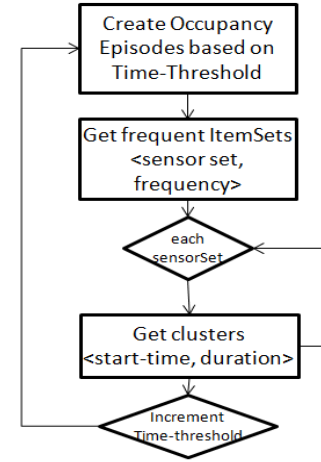 Create Occupancy
Episodes based on
Time-Threshold
Get frequent ItemSets
<sensor set,
frequency>
each
sensorSet
Get clusters
<start-time, duration>
Increment
Time-threshold